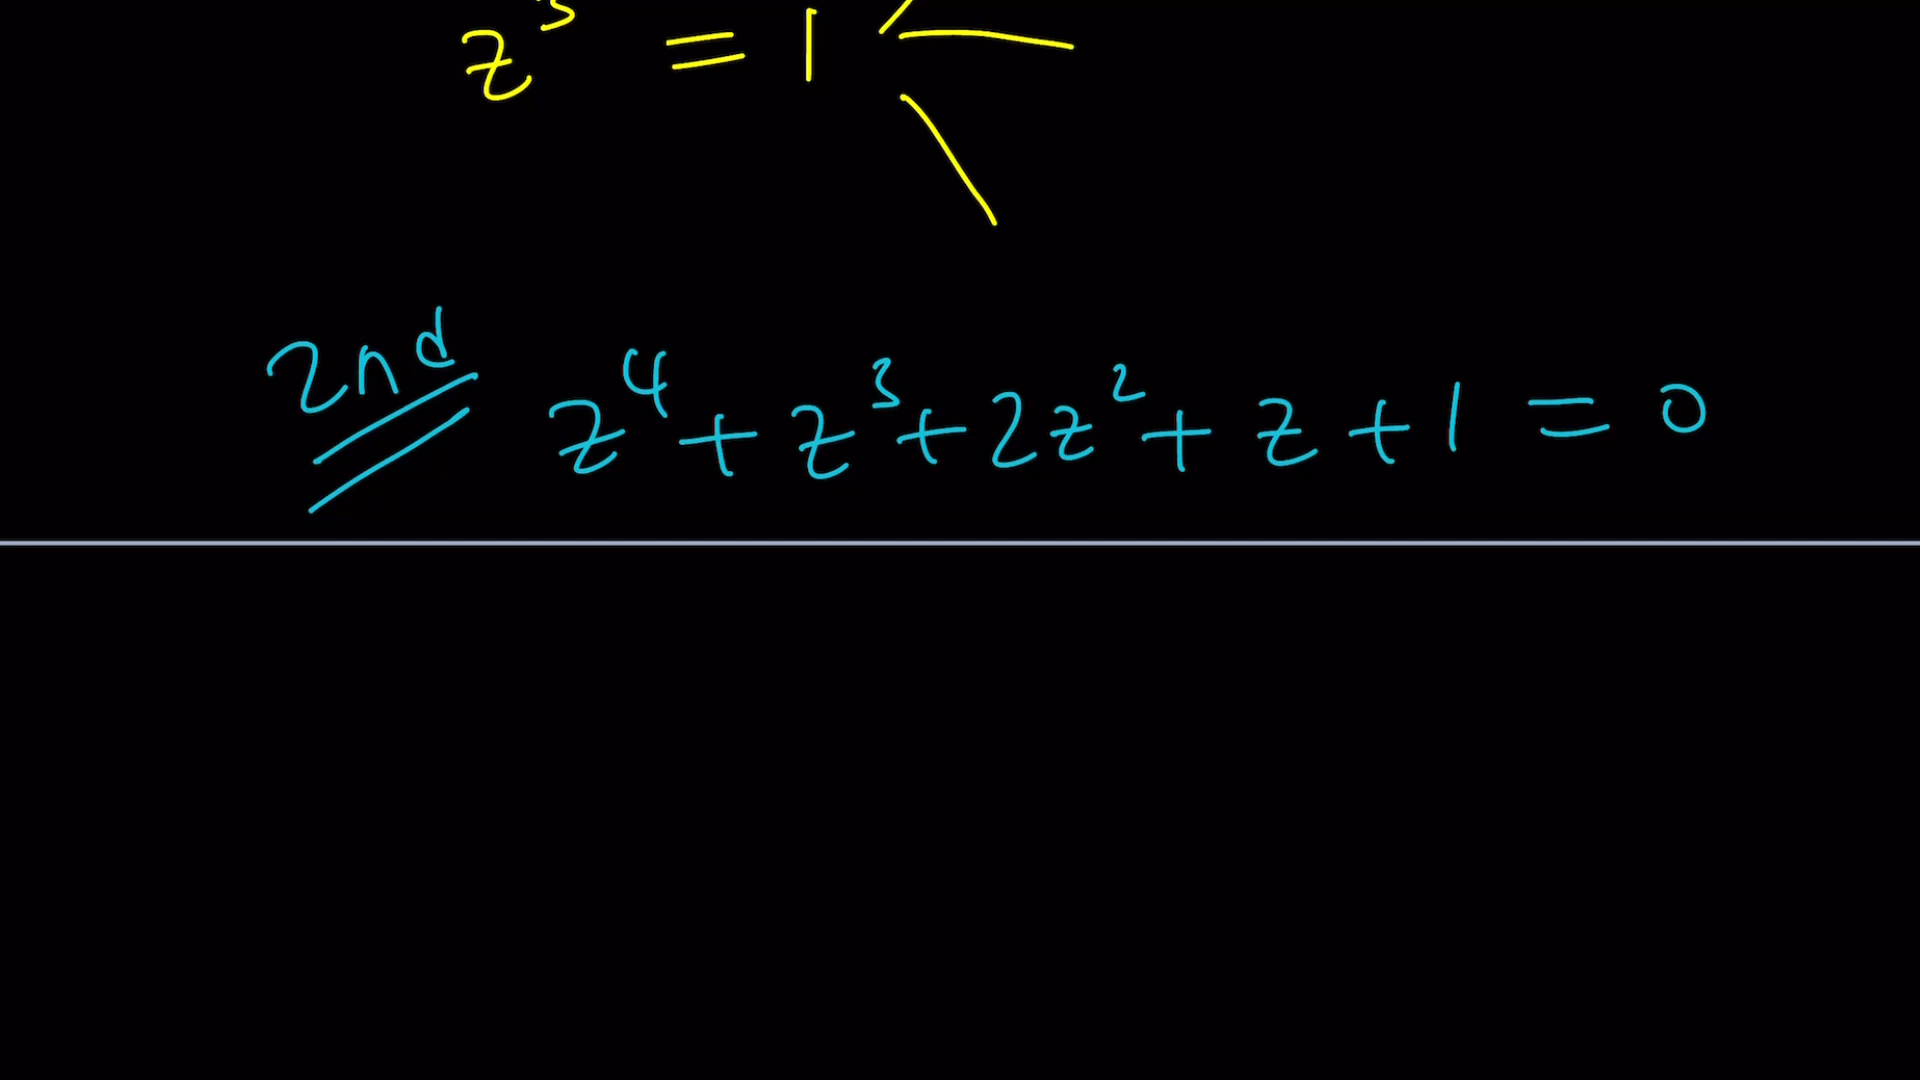 z³ = 1
2nd z⁴ + z³ + 2z² + z + 1 = 0